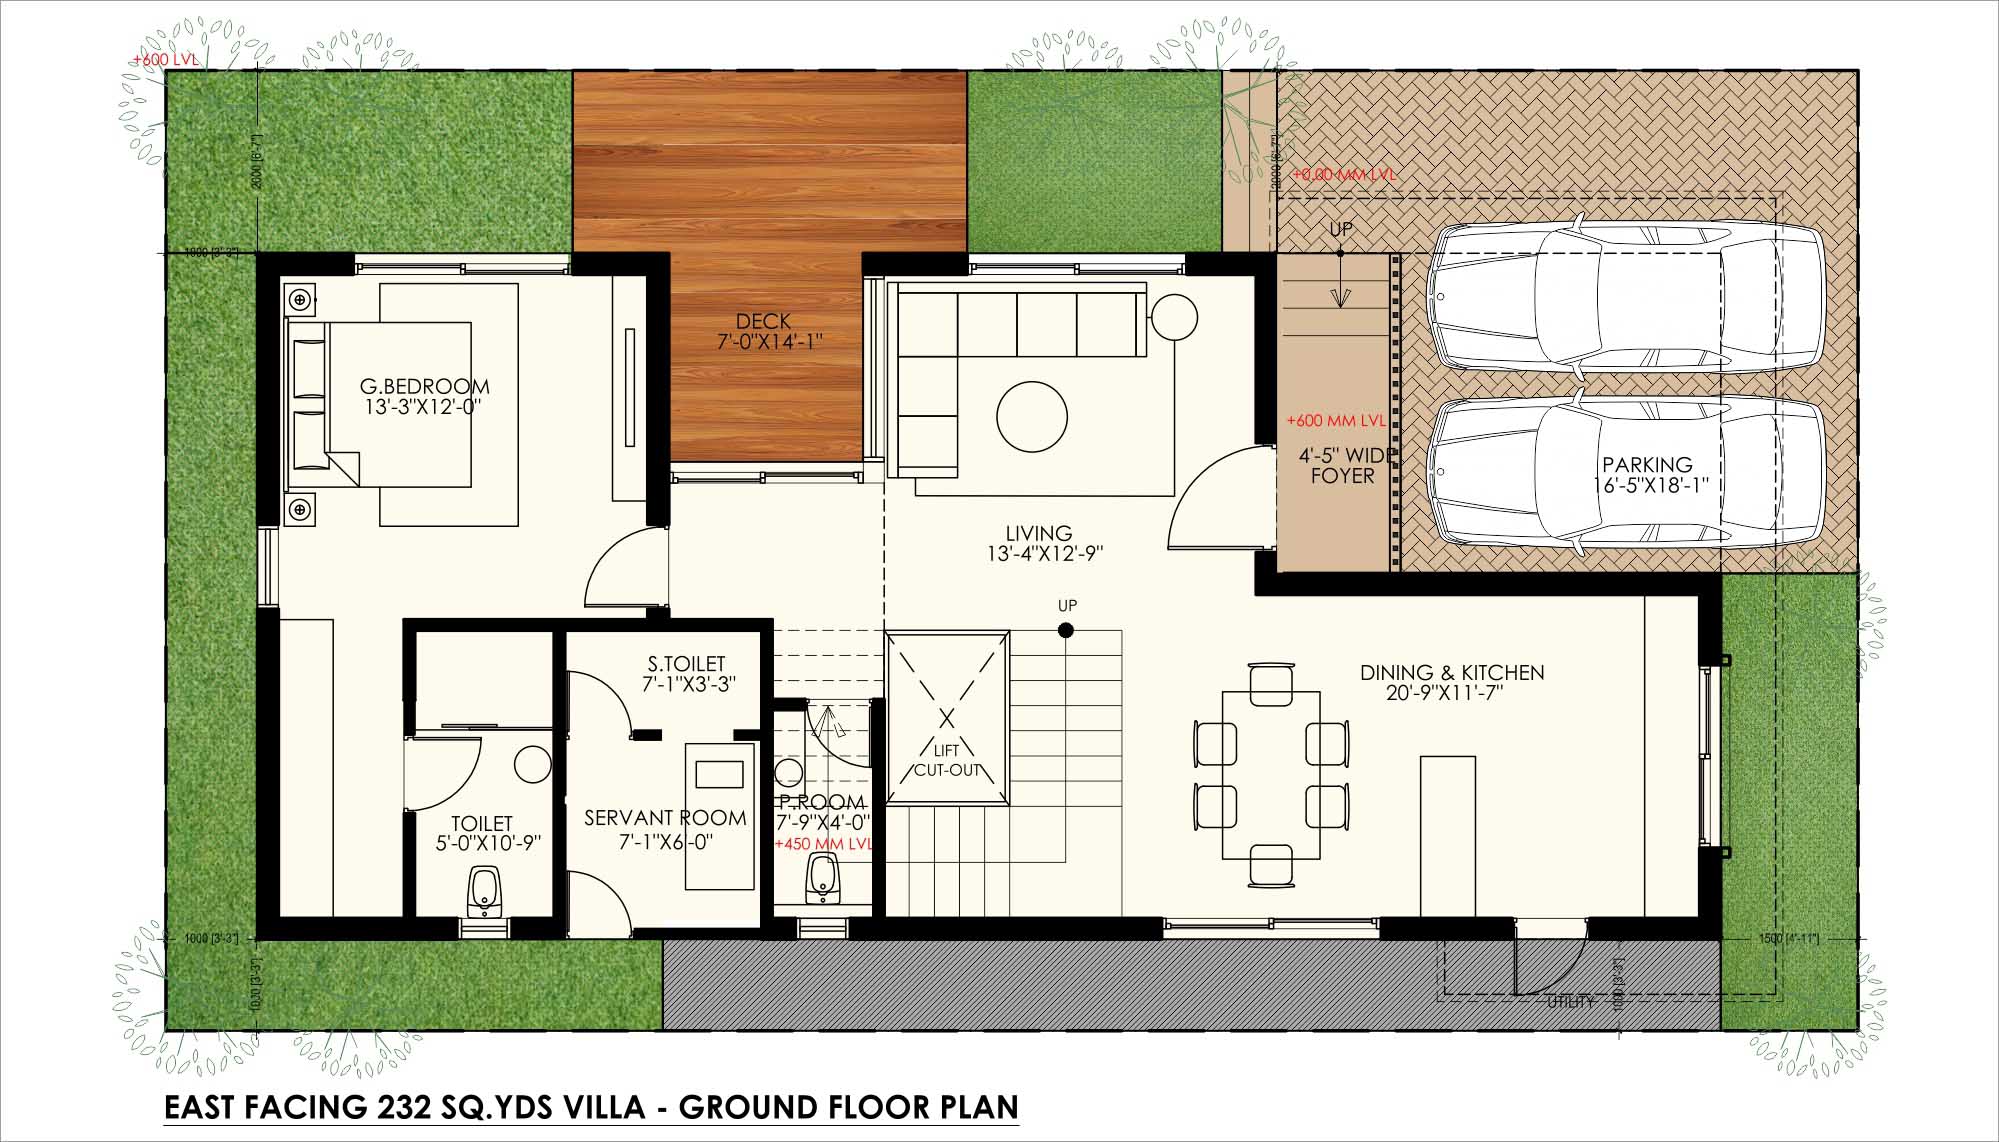 +600 LVL
2000 [6'-7"]
2000 [6'-7"]
+0.00 MM LVL
UP
1000 [3'-3"]
DECK
7'-0"X14'-1"
G.BEDROOM
13'-3"X12'-0"
+600 MM LVL
4'-5" WIDE
FOYER
PARKING
16'-5"X18'-1"
LIVING
13'-4"X12'-9"
UP
S.TOILET
7'-1"X3'-3"
DINING & KITCHEN
20'-9"X11'-7"
X
LIFT
CUT-OUT
P.ROOM
7'-9"X4'-0"
+450 MM LVL
SERVANT ROOM
7'-1"X6'-0"
TOILET
5'-0"X10'-9"
1000 [3'-3"]
1500 [4'-11"]
1000 [3'-3"]
1000 [3'-3"]
UTILITY
EAST FACING 232 SQ.YDS VILLA - GROUND FLOOR PLAN